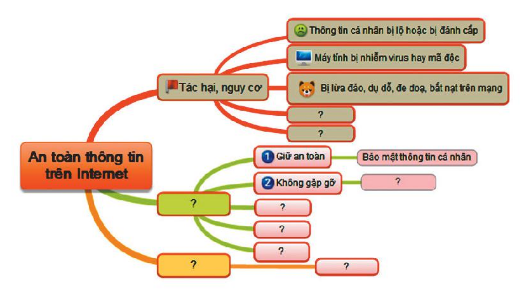 Thông tin cá nhân bị lộ hoặc bị đánh cắp
Máy tính bị nhiễm virus hay mã độc
Tác hại, nguy cơ
Bị lừa đảo, dụ dỗ, đe doạ, bắt nạt trên mạng
?
?
An toàn thông tin
trên Internet
1 Giữ an toàn
Bảo mật thông tin cá nhân
2 Không gặp gỡ
?
?
?
?
?
?
?